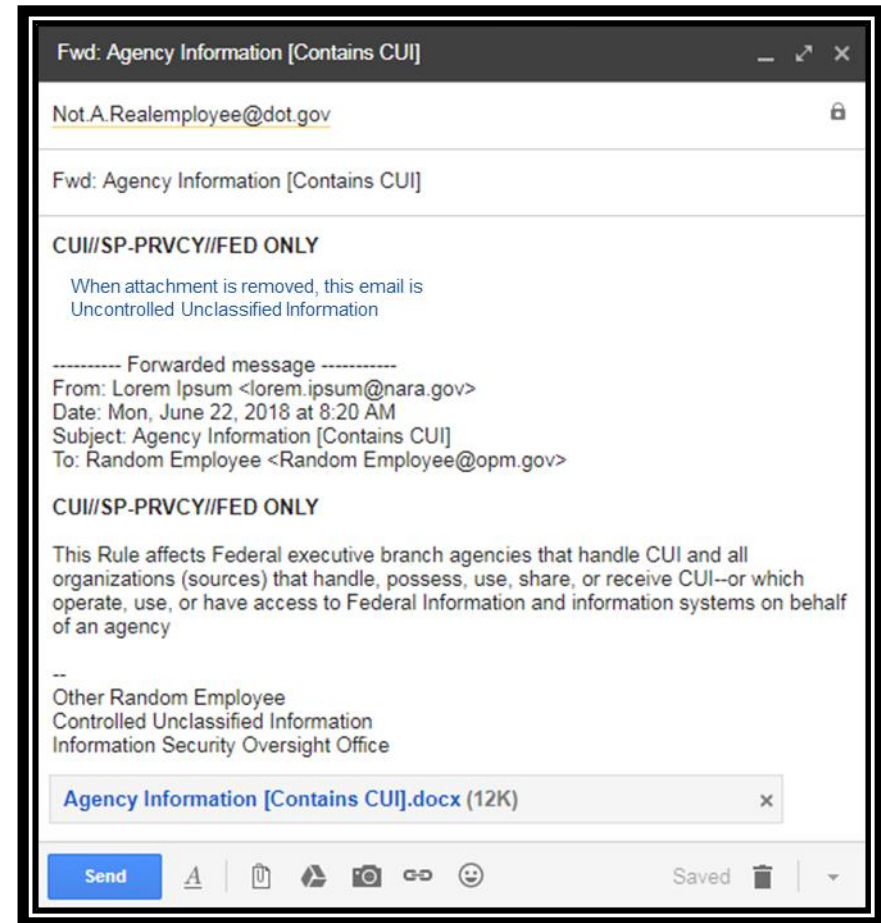 Fwd: Agency Information [Contains CUI]
Not.A.Realemployee@dot.gov
Fwd: Agency Information [Contains CUI]
CUI//SP-PRVCY//FED ONLY
When attachment is removed, this email is
Uncontrolled Unclassified Information
---------- Forwarded message -----------
From: Lorem Ipsum <lorem.ipsum@nara.gov>
Date: Mon, June 22, 2018 at 8:20 AM
Subject: Agency Information [Contains CUI]
To: Random Employee <Random Employee@opm.gov>
CUI//SP-PRVCY//FED ONLY
This Rule affects Federal executive branch agencies that handle CUI and all
organizations (sources) that handle, possess, use, share, or receive CUI--or which
operate, use, or have access to Federal Information and information systems on behalf
of an agency
--
Other Random Employee
Controlled Unclassified Information
Information Security Oversight Office
Agency Information [Contains CUI].docx (12K)
Send A Saved